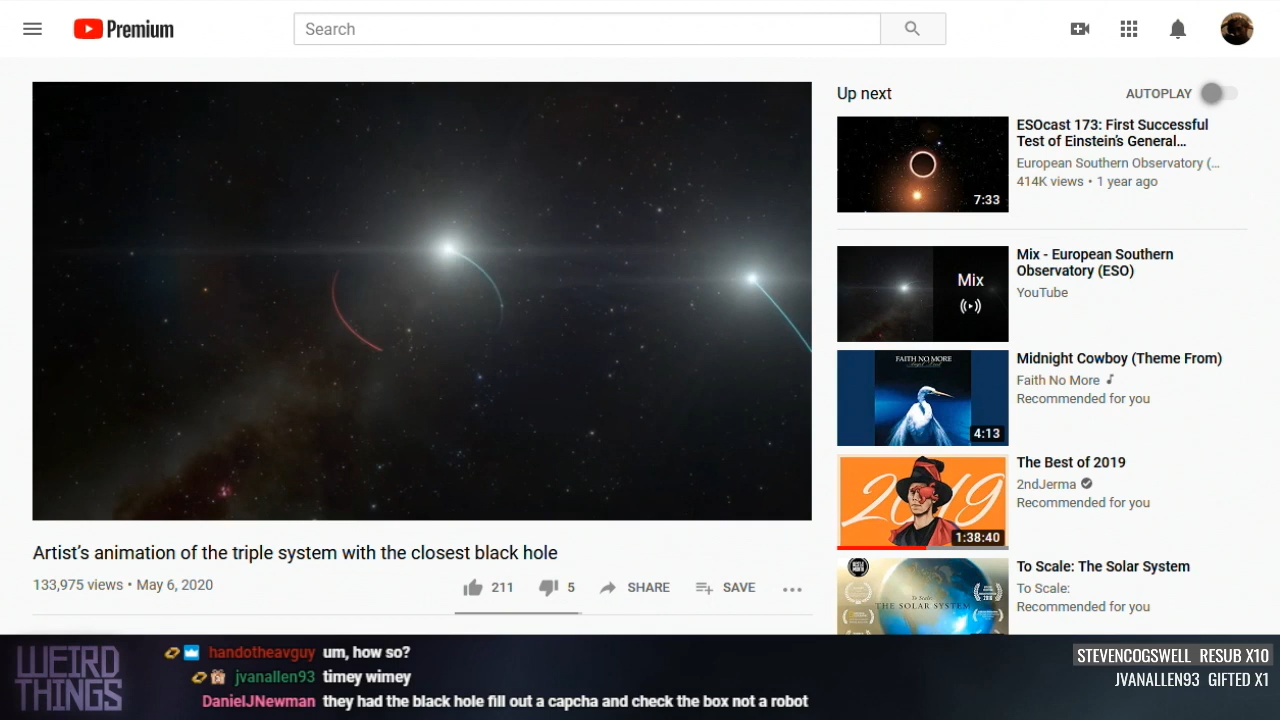 Premium
Search
Up next
AUTOPLAY
ESOcast 173: First Successful
Test of Einstein's General...
European Southern Observatory (...
414K views • 1 year ago
7:33
Mix - European Southern
Observatory (ESO)
YouTube
Mix
Midnight Cowboy (Theme From)
Faith No More
Recommended for you
FAITH NO MORE
4:13
The Best of 2019
2ndJerma
Recommended for you
2019
1:38:40
To Scale: The Solar System
To Scale:
Recommended for you
To Scale:
THE SOLAR SYSTEM
Artist's animation of the triple system with the closest black hole
133,975 views • May 6, 2020
211
5
SHARE
SAVE
WEIRD
THINGS
handotheavguy um, how so?
jvanallen93 timey wimey
DanielJNewman they had the black hole fill out a capcha and check the box not a robot
STEVENCOGSWELL RESUB X10
JVANALLEN93 GIFTED X1